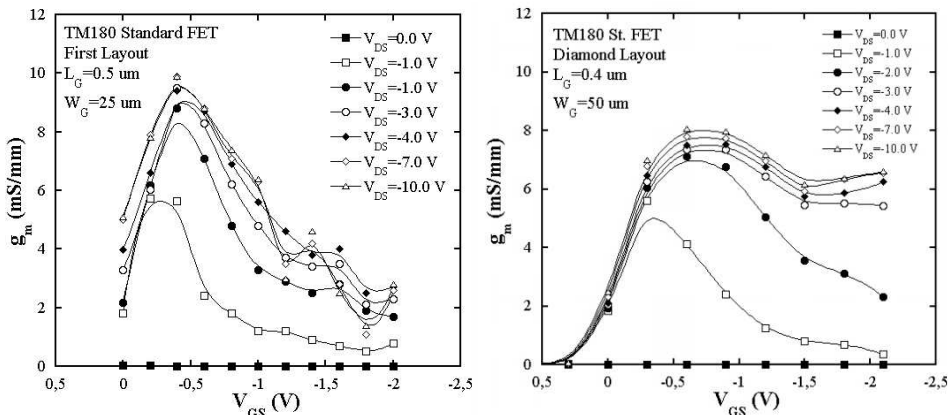 12
10
8
6
4
2
0
g_m (mS/mm)
TM180 Standard FET
First Layout
L_G=0.5 um
W_G=25 um
V_DS=0.0 V
V_DS=-1.0 V
V_DS=-1.0 V
V_DS=-3.0 V
V_DS=-4.0 V
V_DS=-7.0 V
V_DS=-10.0 V
0,5 0 -0,5 -1 -1,5 -2 -2,5
V_GS (V)
12
10
8
6
4
2
0
g_m (mS/mm)
TM180 St. FET
Diamond Layout
L_G=0.4 um
W_G=50 um
V_DS=0.0 V
V_DS=-1.0 V
V_DS=-2.0 V
V_DS=-3.0 V
V_DS=-4.0 V
V_DS=-7.0 V
V_DS=-10.0 V
0,5 0 -0,5 -1 -1,5 -2 -2,5
V_GS (V)